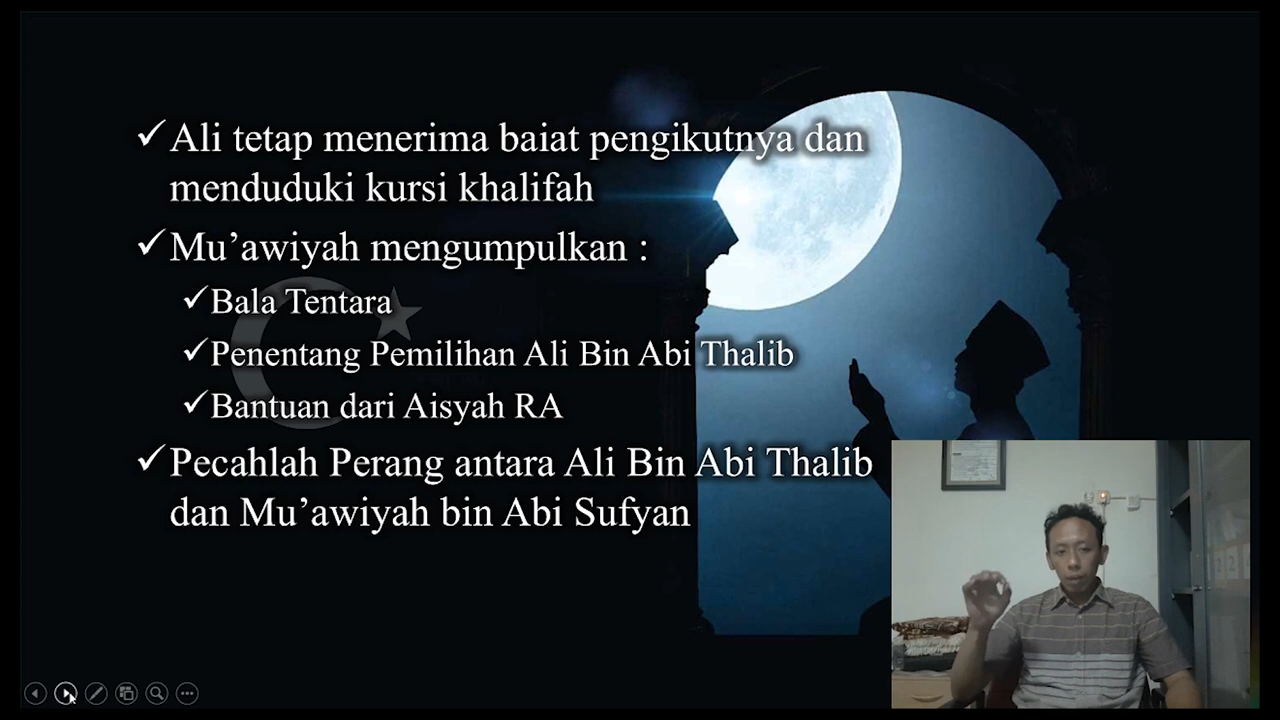 ✓Ali tetap menerima baiat pengikutnya dan
menduduki kursi khalifah
✓Mu’awiyah mengumpulkan :
✓Bala Tentara
✓Penentang Pemilihan Ali Bin Abi Thalib
✓Bantuan dari Aisyah RA
✓Pecahlah Perang antara Ali Bin Abi Thalib
dan Mu’awiyah bin Abi Sufyan